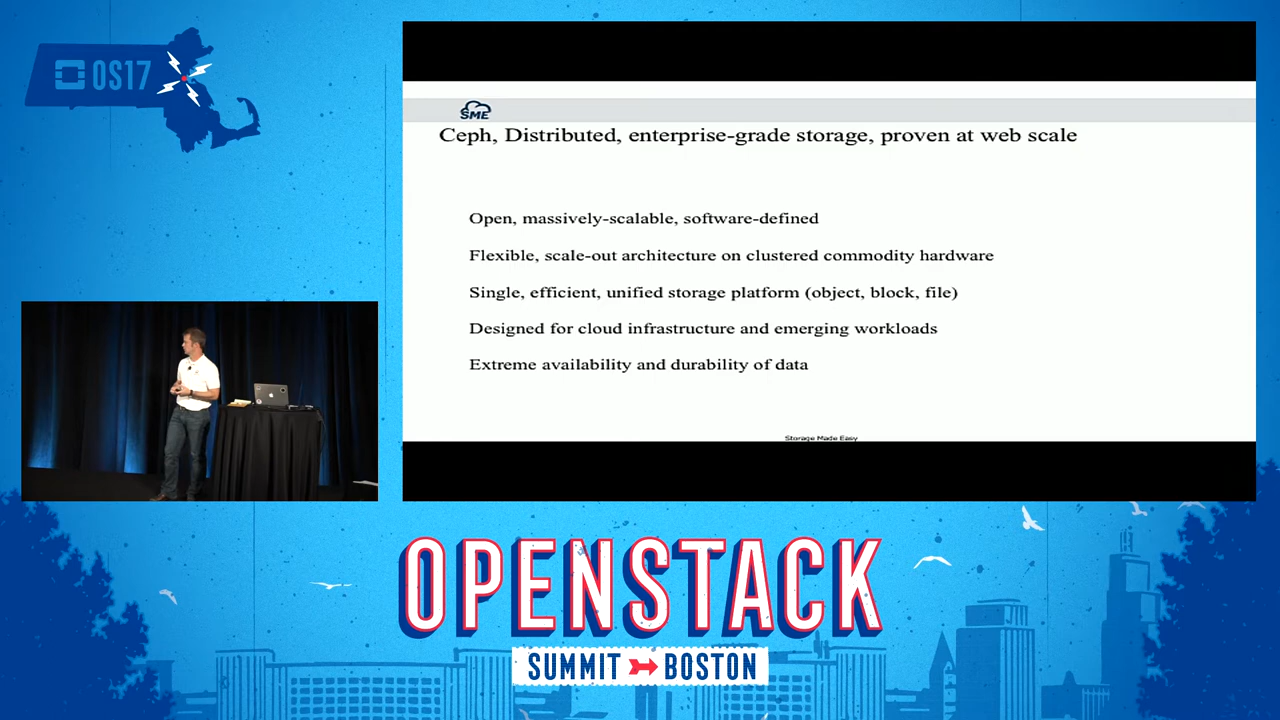 OS17
SME
Ceph, Distributed, enterprise-grade storage, proven at web scale
Open, massively-scalable, software-defined
Flexible, scale-out architecture on clustered commodity hardware
Single, efficient, unified storage platform (object, block, file)
Designed for cloud infrastructure and emerging workloads
Extreme availability and durability of data
Storage Made Easy
OPENSTACK
SUMMIT BOSTON